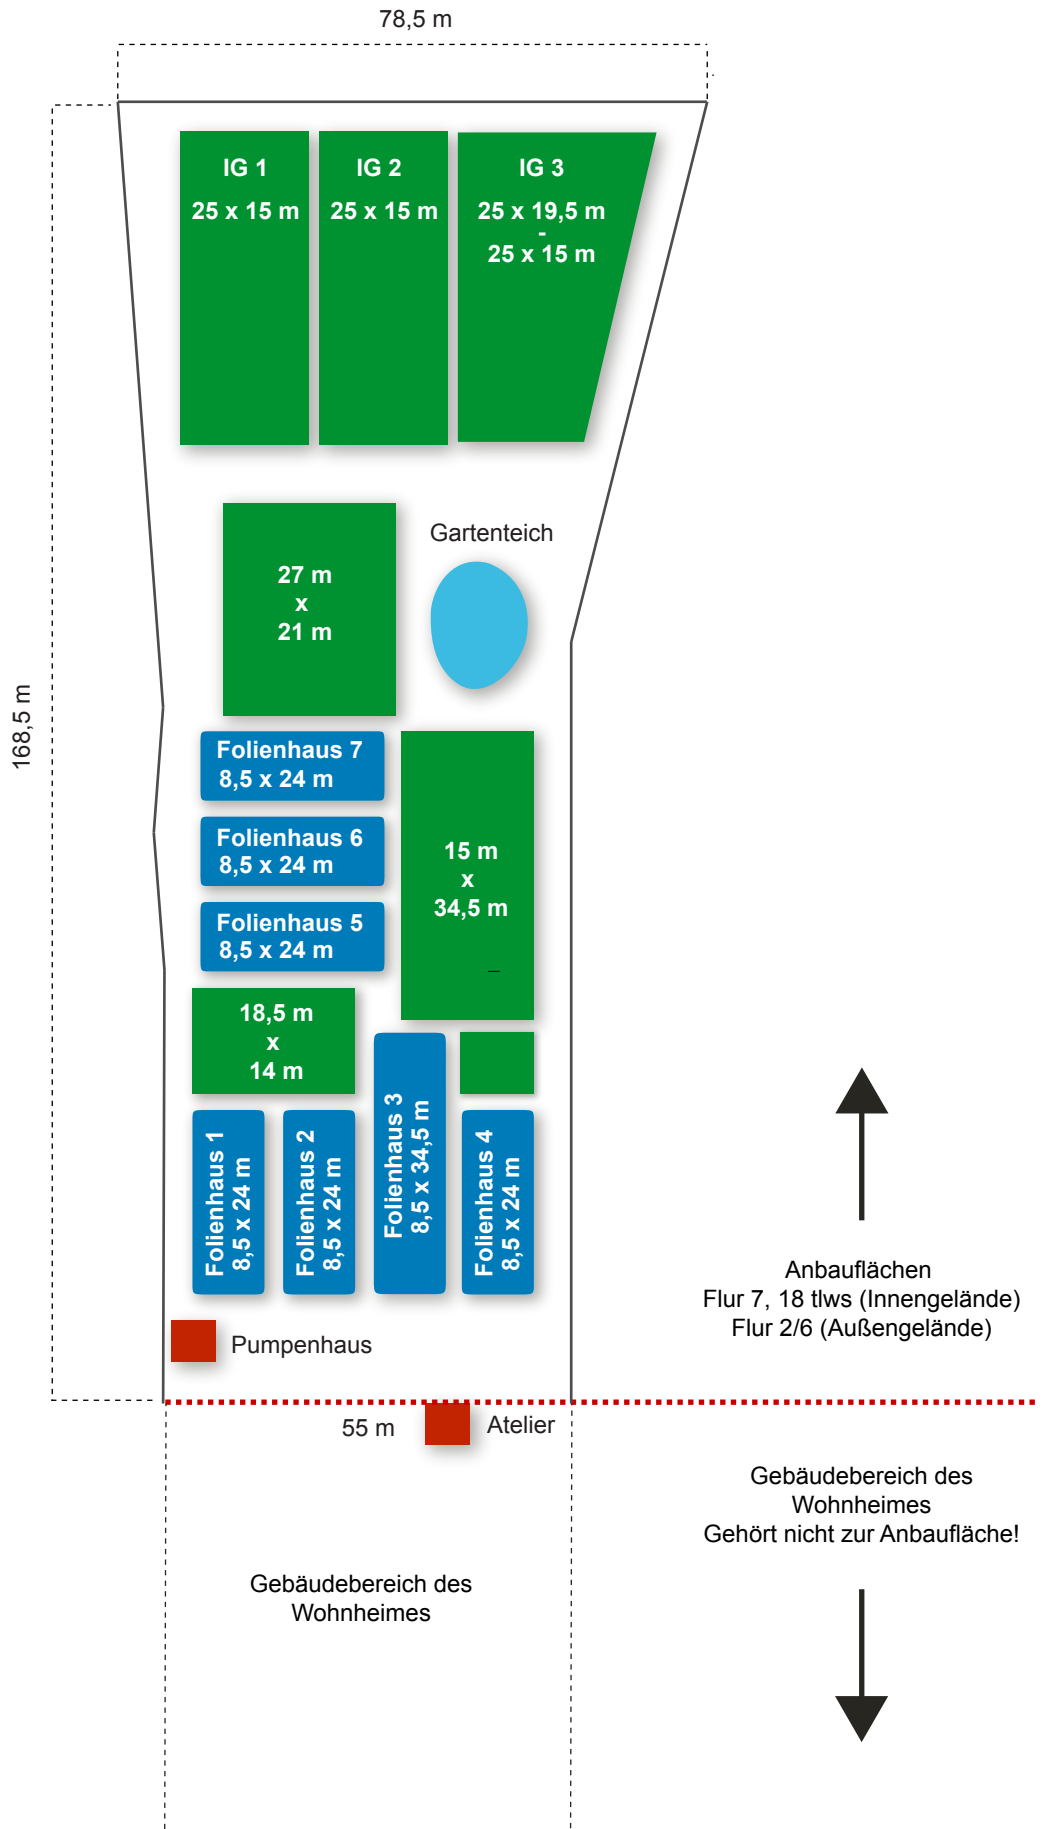 78,5 m
IG 1
25 x 15 m
IG 2
25 x 15 m
IG 3
25 x 19,5 m
-
25 x 15 m
168,5 m
27 m
x
21 m
Gartenteich
Folienhaus 7
8,5 x 24 m
Folienhaus 6
8,5 x 24 m
Folienhaus 5
8,5 x 24 m
15 m
x
34,5 m
18,5 m
x
14 m
Folienhaus 1
8,5 x 24 m
Folienhaus 2
8,5 x 24 m
Folienhaus 3
8,5 x 34,5 m
Folienhaus 4
8,5 x 24 m
Anbauflächen
Flur 7, 18 tlws (Innengelände)
Flur 2/6 (Außengelände)
Pumpenhaus
55 m
Atelier
Gebäudebereich des
Wohnheimes
Gehört nicht zur Anbaufläche!
Gebäudebereich des
Wohnheimes